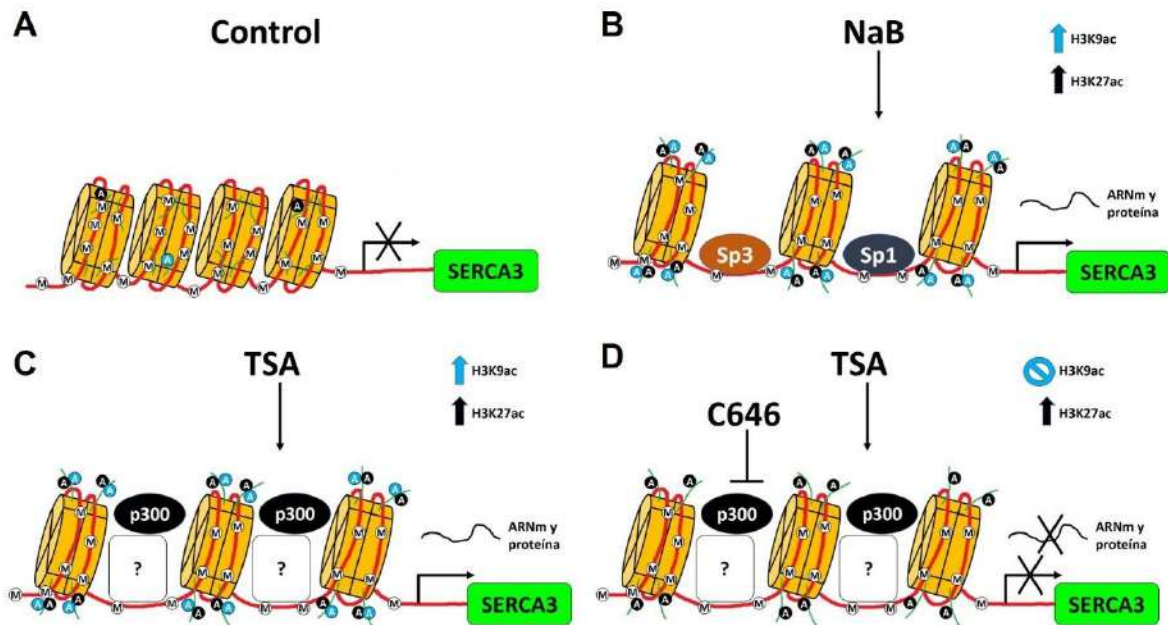 A
Control
SERCA3
B
NaB
H3K9ac
H3K27ac
Sp3
Sp1
ARNm y
proteína
SERCA3
C
TSA
H3K9ac
H3K27ac
p300
p300
?
?
ARNm y
proteína
SERCA3
D
TSA
C646
H3K9ac
H3K27ac
p300
p300
?
?
ARNm y
proteína
SERCA3